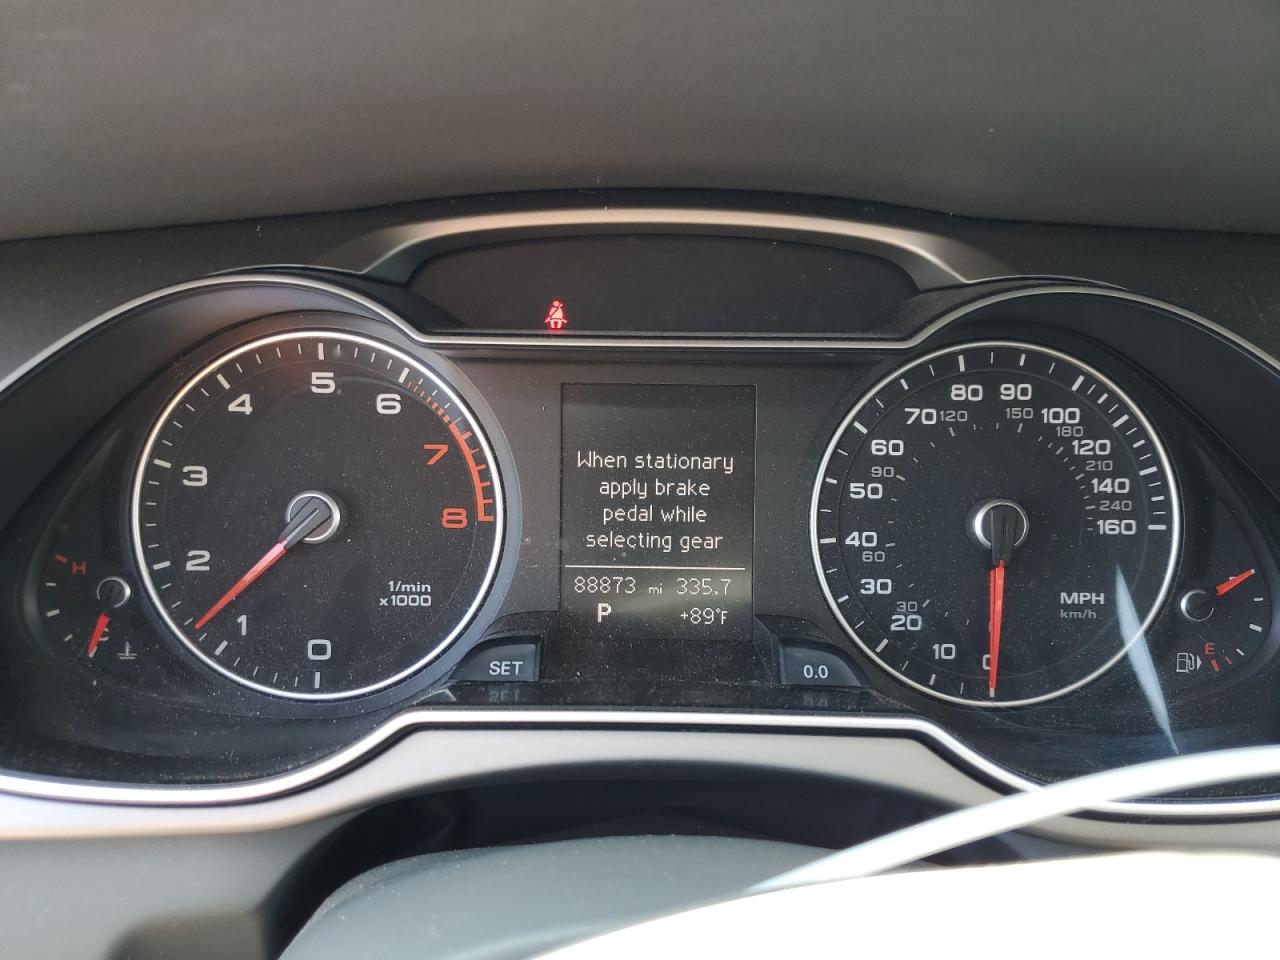 5
4
6
3
7
2
8
1
0
1/min
x1000
H
C
When stationary
apply brake
pedal while
selecting gear
88873 mi 335.7
P +89°F
SET
0.0
80 90
70 120 150 100
60 180 120
90 210
50 140
240
40 160
60
30
30
20
10
0
MPH
km/h
E